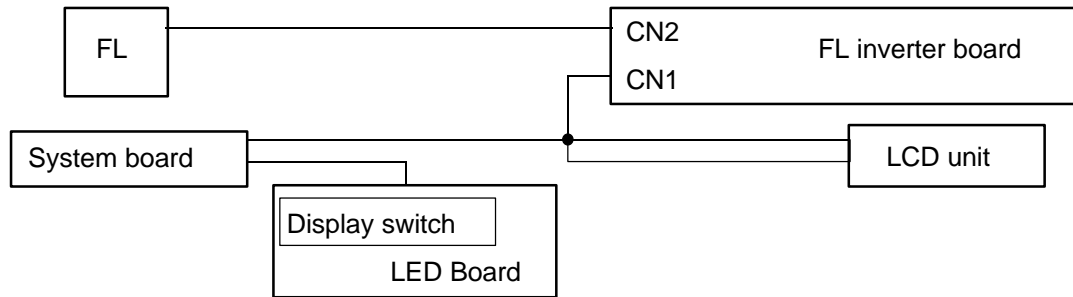 FL
CN2
FL inverter board
CN1
System board
LCD unit
Display switch
LED Board